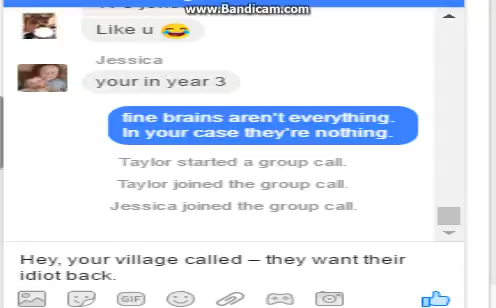 www.Bandicam.com
Like u 😂
Jessica
your in year 3
fine brains aren't everything.
In your case they're nothing.
Taylor started a group call.
Taylor joined the group call.
Jessica joined the group call.
Hey, your village called – they want their
idiot back.
GIF